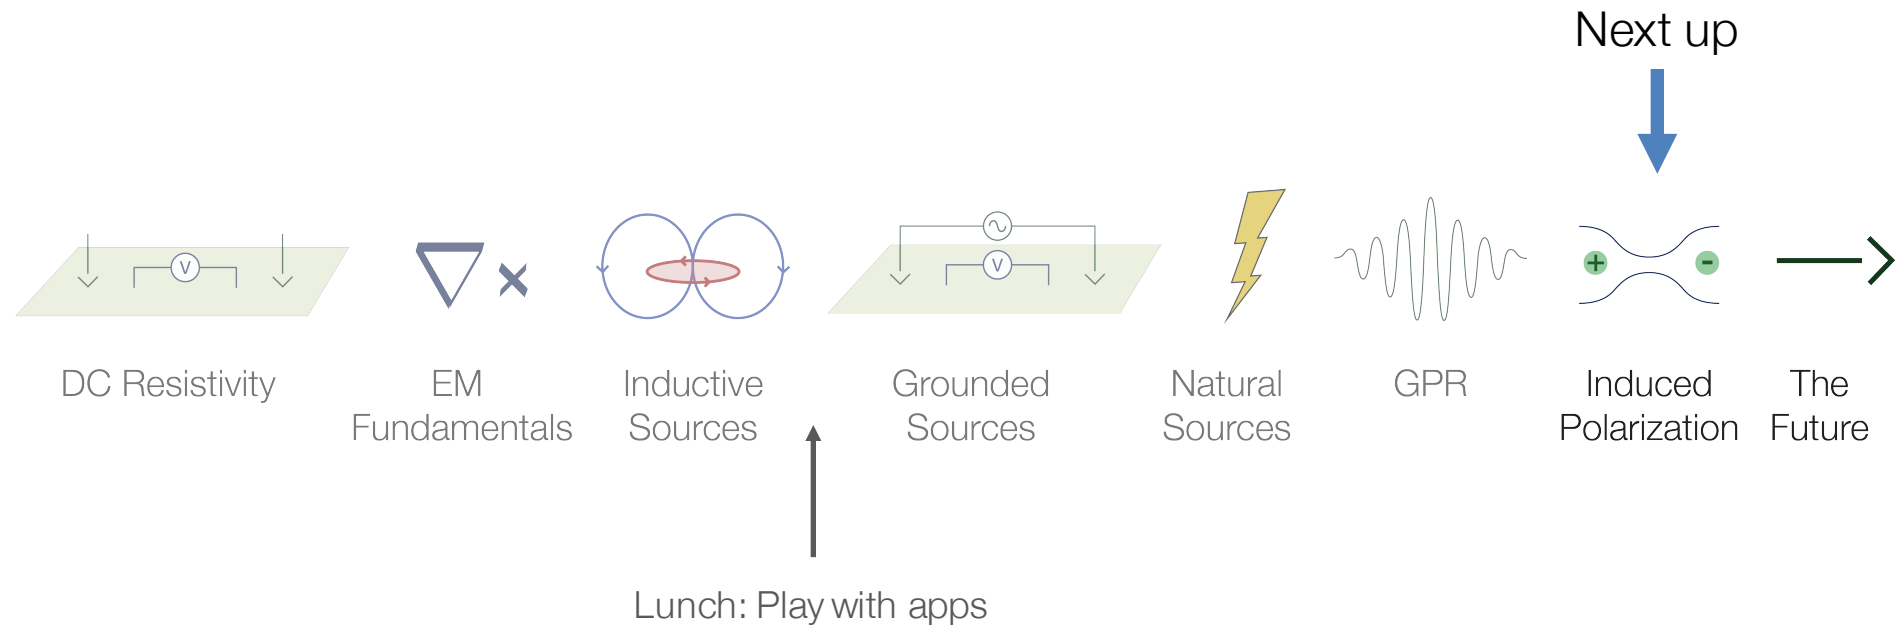 Next up
V
V
+
-
DC Resistivity
EM
Fundamentals
Inductive
Sources
Grounded
Sources
Natural
Sources
GPR
Induced
Polarization
The
Future
Lunch: Play with apps